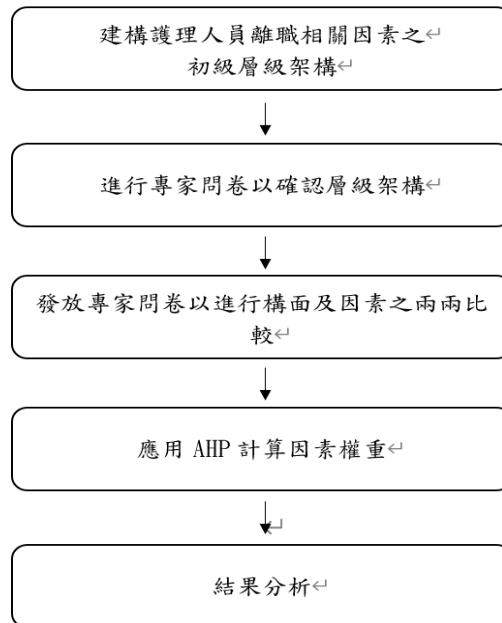 建構護理人員離職相關因素之
初級層級架構↵
進行專家問卷以確認層級架構↵
發放專家問卷以進行構面及因素之兩兩比
較↵
應用 AHP 計算因素權重↵
↵
結果分析↵